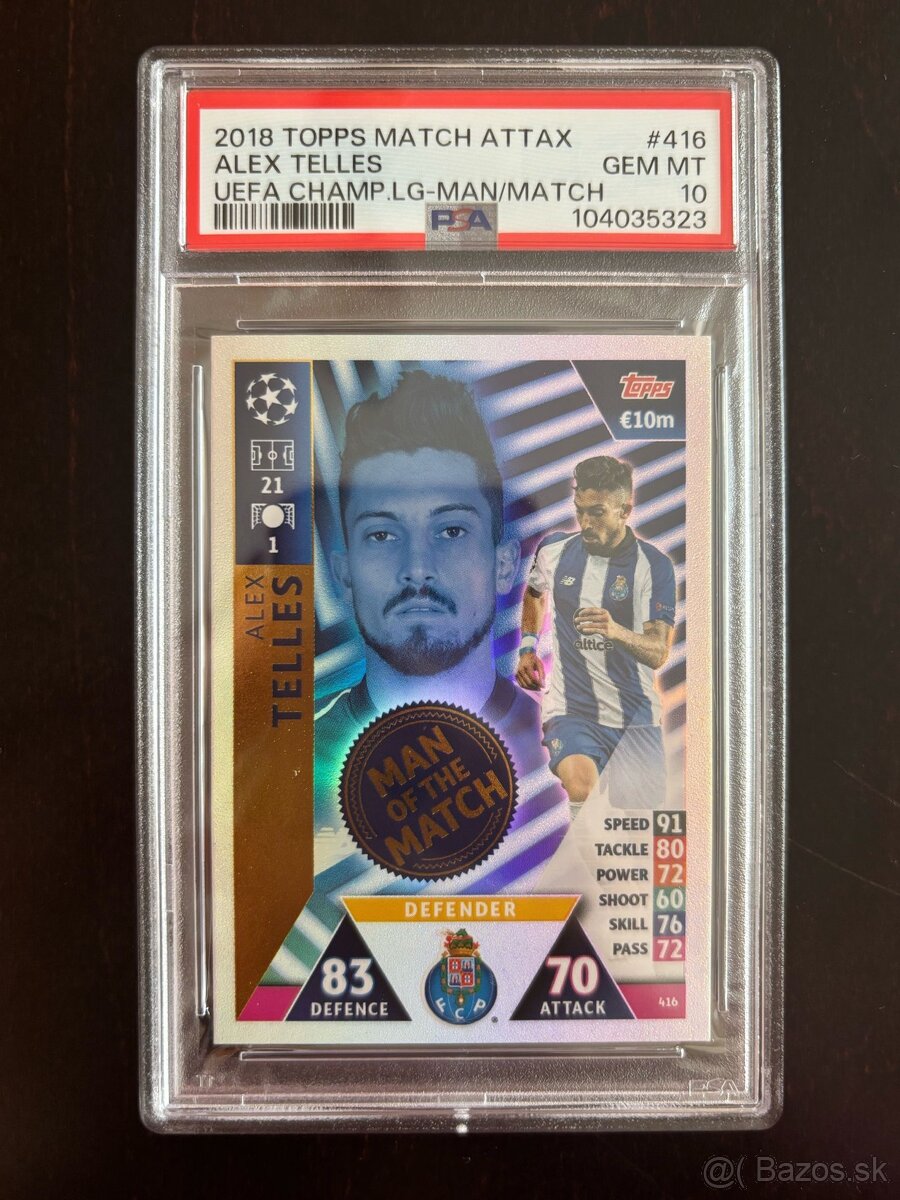 2018 TOPPS MATCH ATTAX #416
ALEX TELLES GEM MT
UEFA CHAMP.LG-MAN/MATCH 10
PSA 104035323
topps
€10m
21
1
ALEX
TELLES
altice
MAN
OF THE
MATCH
SPEED 91
TACKLE 80
POWER 72
SHOOT 60
SKILL 76
PASS 72
DEFENDER
83
DEFENCE
FCP
70
ATTACK
416
PSA
@( Bazos.sk